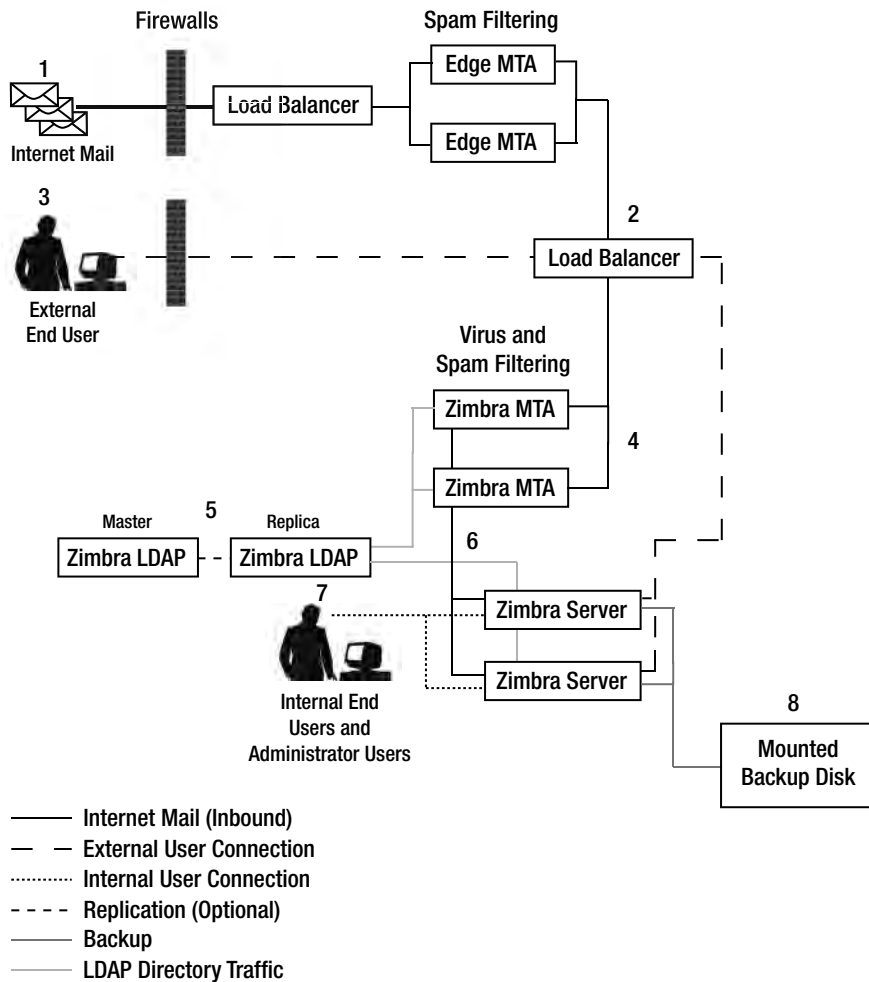 Firewalls
Spam Filtering
1
Edge MTA
Load Balancer
Edge MTA
Internet Mail
3
2
Load Balancer
External
End User
Virus and
Spam Filtering
Zimbra MTA
4
Zimbra MTA
Master
5
Replica
6
Zimbra LDAP
Zimbra LDAP
7
Zimbra Server
Zimbra Server
Internal End
Users and
Administrator Users
8
Mounted
Backup Disk
Internet Mail (Inbound)
External User Connection
Internal User Connection
Replication (Optional)
Backup
LDAP Directory Traffic